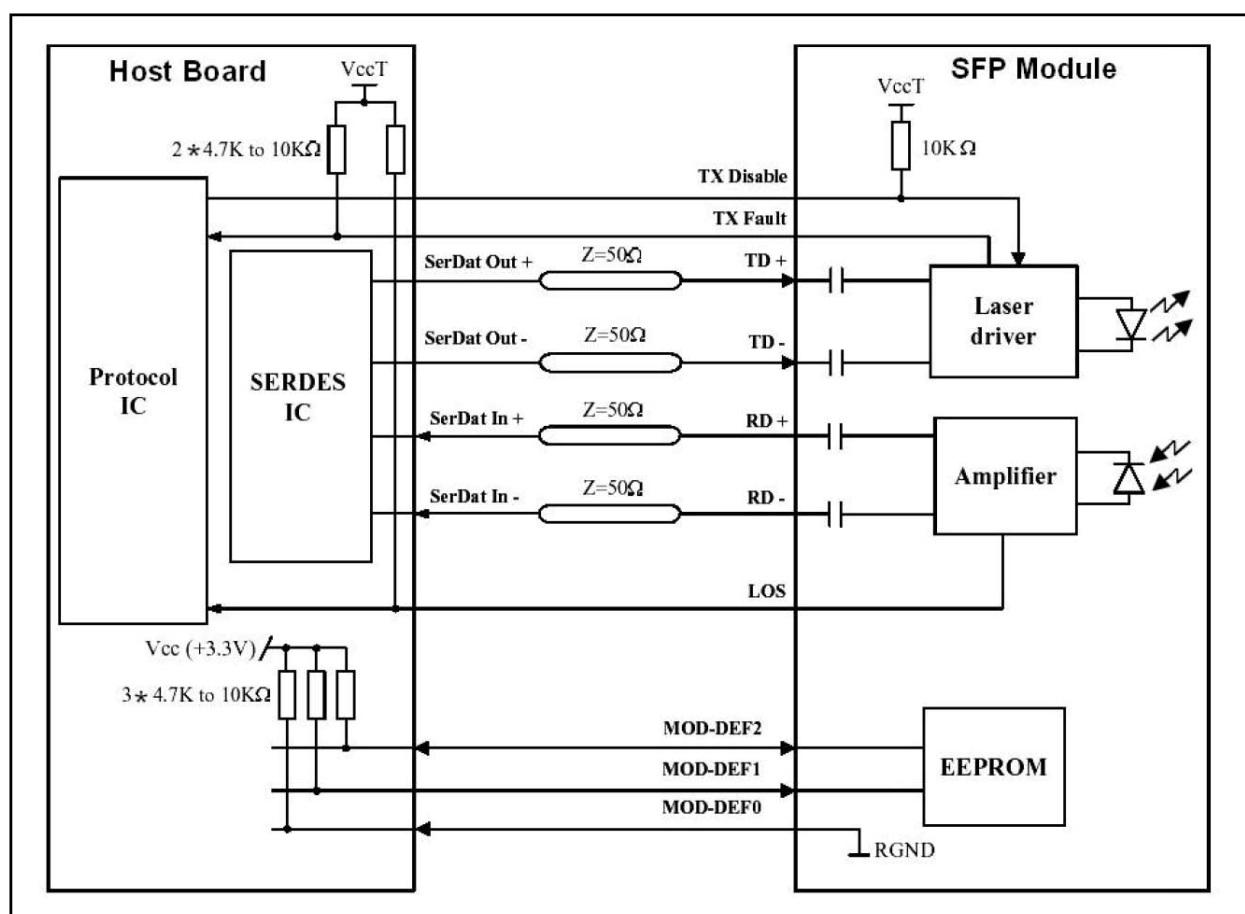 Host Board
SFP Module
VccT
VccT
2*4.7K to 10KΩ
10KΩ
TX Disable
TX Fault
SerDat Out +
Z=50Ω
TD +
SerDat Out -
Z=50Ω
TD -
Laser
driver
Protocol
IC
SERDES
IC
SerDat In +
Z=50Ω
RD +
SerDat In -
Z=50Ω
RD -
Amplifier
LOS
Vcc (+3.3V)
3*4.7K to 10KΩ
MOD-DEF2
MOD-DEF1
MOD-DEF0
EEPROM
RGND